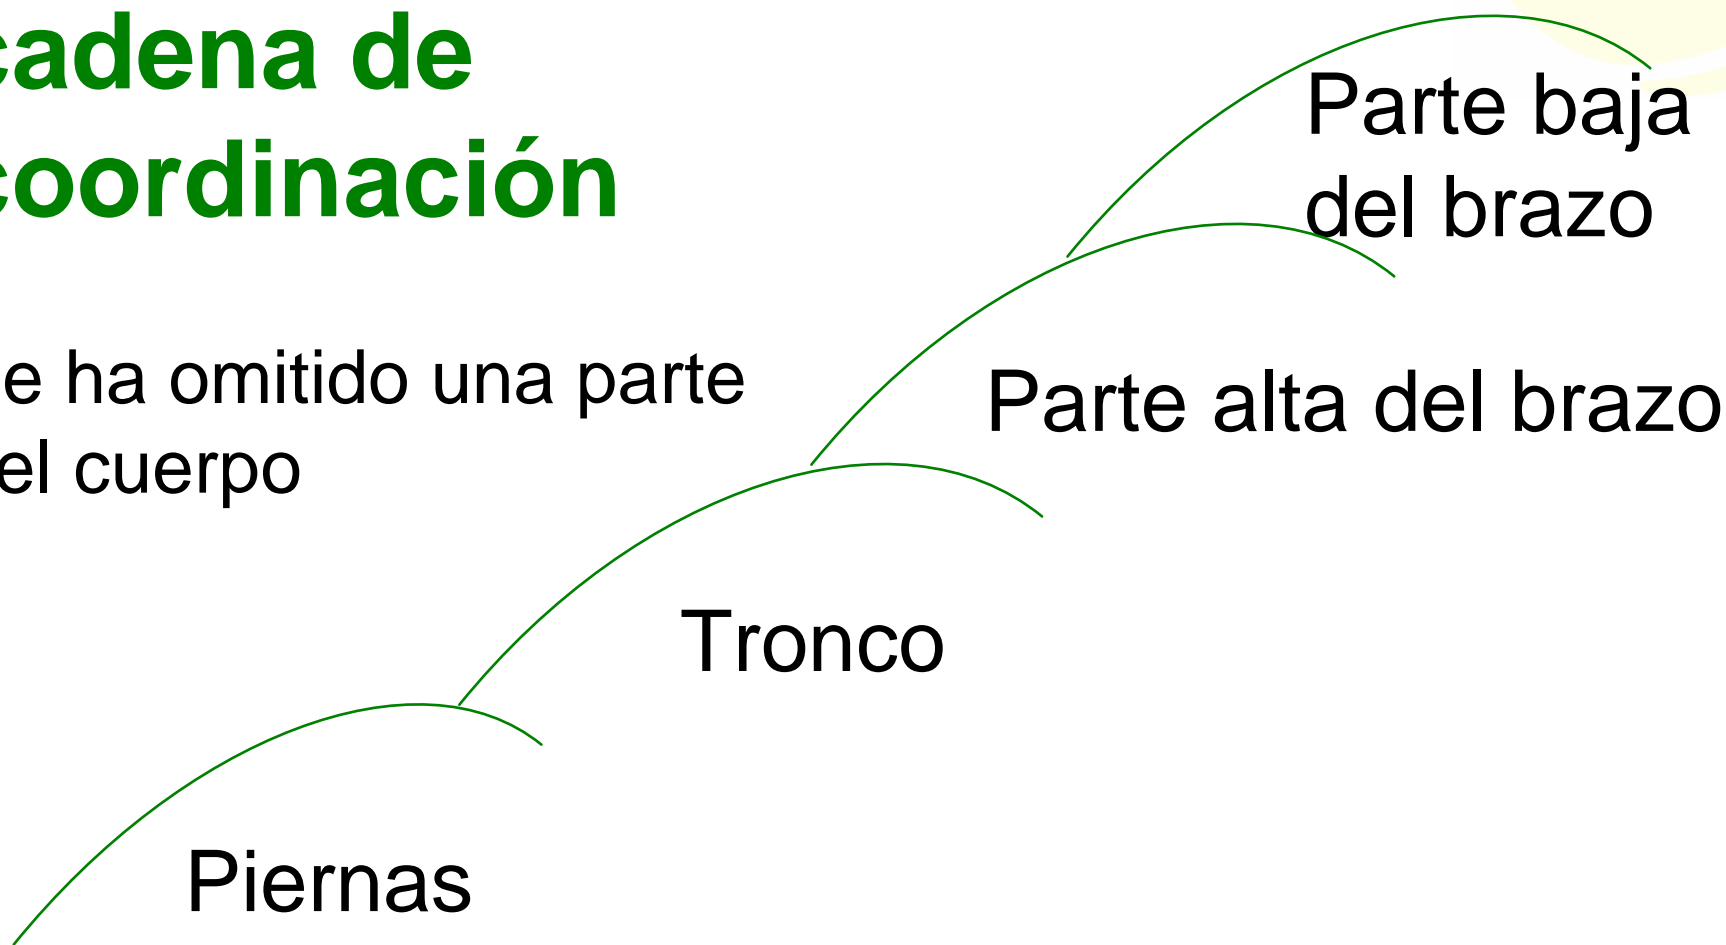 cadena de
coordinación
e ha omitido una parte
el cuerpo
Parte baja
del brazo
Parte alta del brazo
Tronco
Piernas